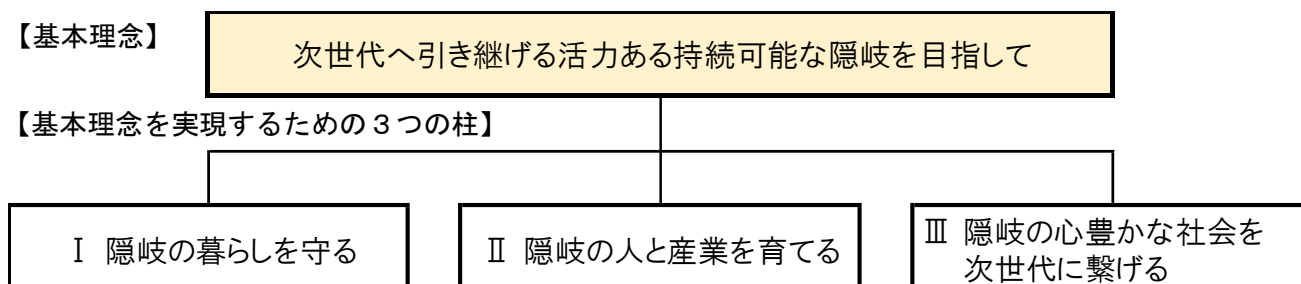 【基本理念】
次世代へ引き継げる活力ある持続可能な隠岐を目指して
【基本理念を実現するための３つの柱】
Ⅰ 隠岐の暮らしを守る
Ⅱ 隠岐の人と産業を育てる
Ⅲ 隠岐の心豊かな社会を
次世代に繋げる